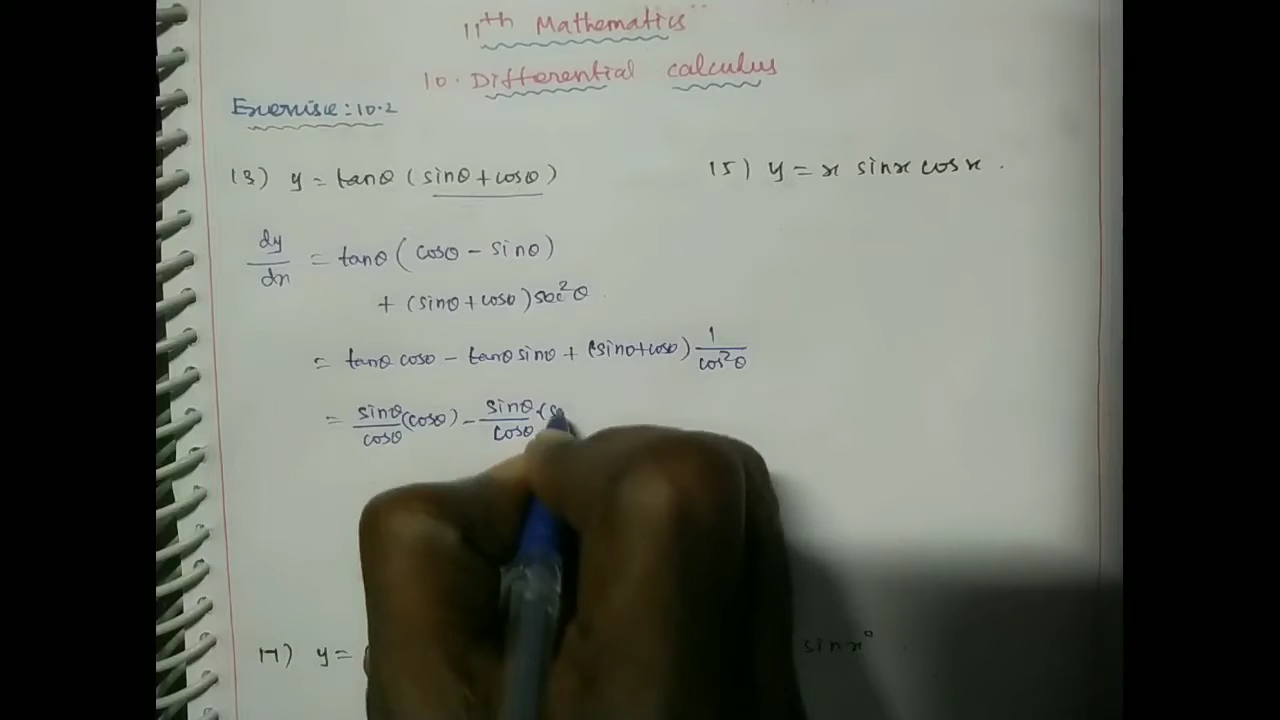 11th Mathematics
10. Differential calculus
Exercise: 10.2
13) y = tanθ (sinθ + cosθ)
dy/dx = tanθ (cosθ - sinθ)
+ (sinθ + cosθ) sec²θ
= tanθ cosθ - tanθ sinθ + (sinθ + cosθ) 1/cos²θ
= sinθ/cosθ (cosθ) - sinθ/cosθ (s
15) y = x sinx cosx.
17) y =
sinx°